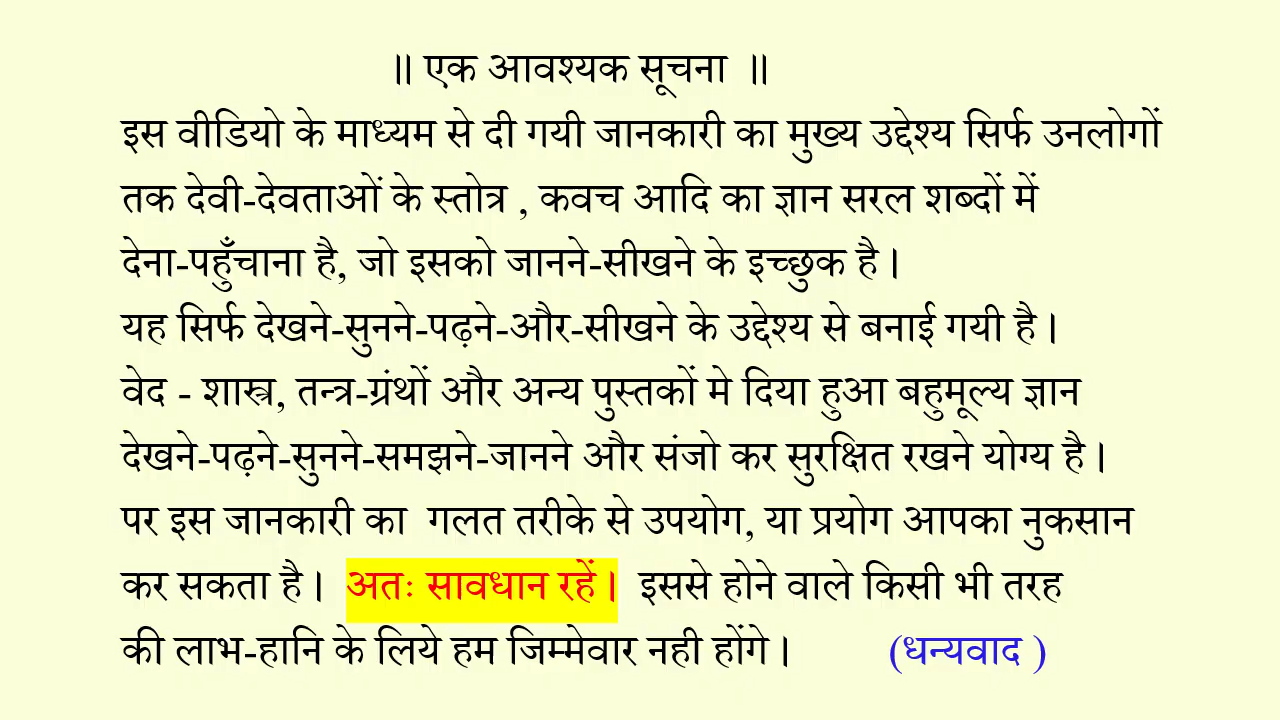 ॥ एक आवश्यक सूचना ॥
इस वीडियो के माध्यम से दी गयी जानकारी का मुख्य उद्देश्य सिर्फ उनलोगों
तक देवी-देवताओं के स्तोत्र , कवच आदि का ज्ञान सरल शब्दों में
देना-पहुँचाना है, जो इसको जानने-सीखने के इच्छुक है।
यह सिर्फ देखने-सुनने-पढ़ने-और-सीखने के उद्देश्य से बनाई गयी है।
वेद - शास्त्र, तन्त्र-ग्रंथों और अन्य पुस्तकों मे दिया हुआ बहुमूल्य ज्ञान
देखने-पढ़ने-सुनने-समझने-जानने और संजो कर सुरक्षित रखने योग्य है।
पर इस जानकारी का गलत तरीके से उपयोग, या प्रयोग आपका नुकसान
कर सकता है। अतः सावधान रहें। इससे होने वाले किसी भी तरह
की लाभ-हानि के लिये हम जिम्मेवार नही होंगे। (धन्यवाद )